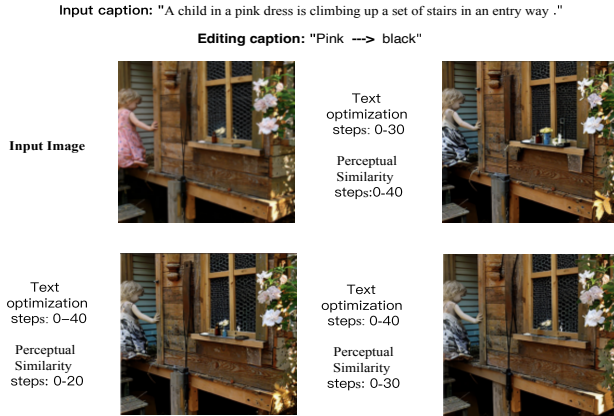 Input caption: "A child in a pink dress is climbing up a set of stairs in an entry way ."
Editing caption: "Pink ---> black"
Input Image
Text
optimization
steps: 0-30
Perceptual
Similarity
steps:0-40
Text
optimization
steps: 0-40
Perceptual
Similarity
steps: 0-20
Text
optimization
steps: 0-40
Perceptual
Similarity
steps: 0-30